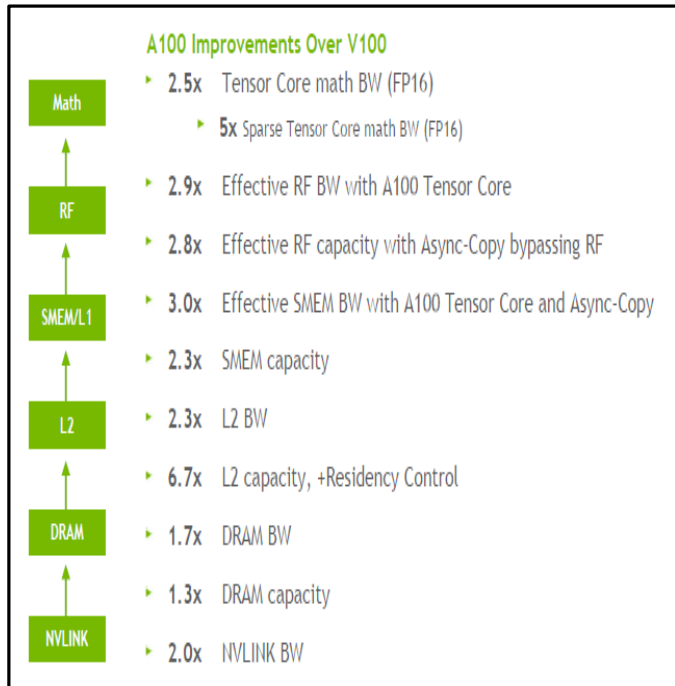 A100 Improvements Over V100
Math
2.5x Tensor Core math BW (FP16)
5x Sparse Tensor Core math BW (FP16)
RF
2.9x Effective RF BW with A100 Tensor Core
2.8x Effective RF capacity with Async-Copy bypassing RF
SMEM/L1
3.0x Effective SMEM BW with A100 Tensor Core and Async-Copy
2.3x SMEM capacity
L2
2.3x L2 BW
6.7x L2 capacity, +Residency Control
DRAM
1.7x DRAM BW
1.3x DRAM capacity
NVLINK
2.0x NVLINK BW